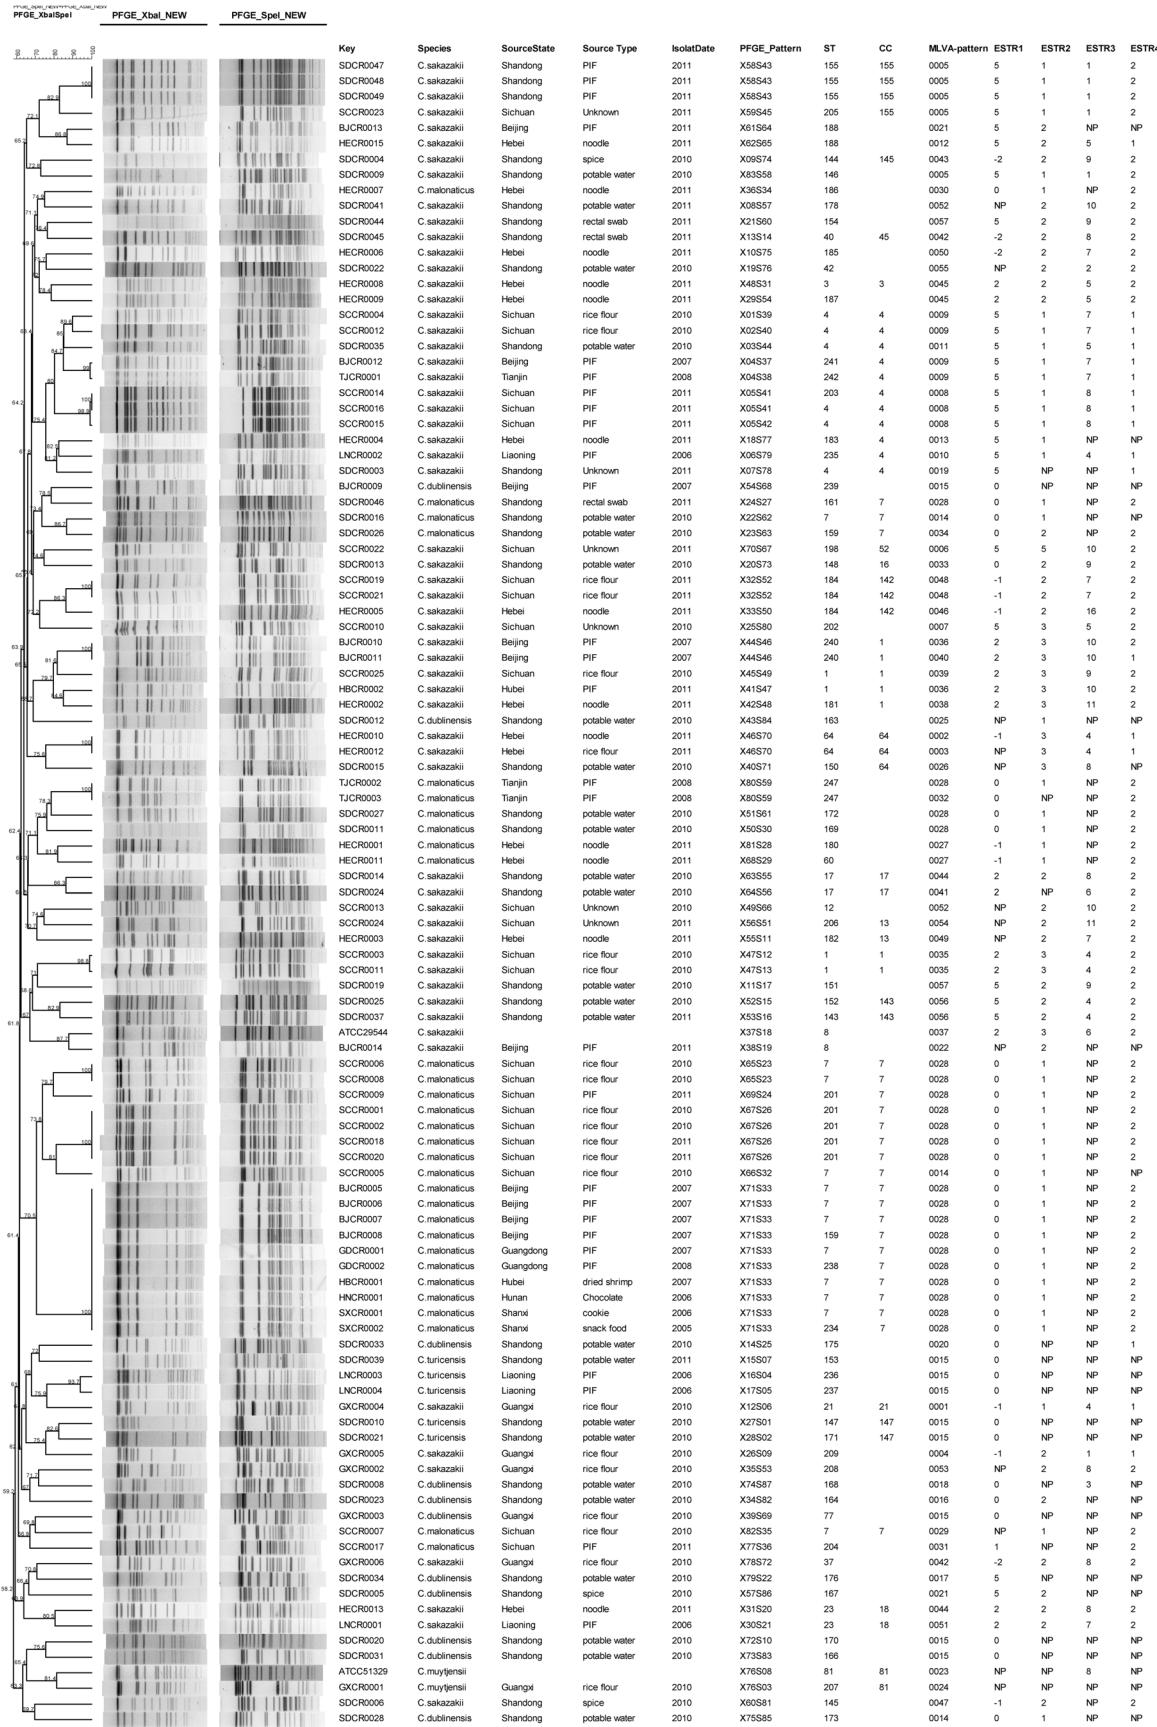 PFGE_SpeI_NEW+PFGE_XbaI_NEW
PFGE_XbaISpeI PFGE_XbaI_NEW PFGE_SpeI_NEW
60 70 80 90 100
Key Species SourceState Source Type IsolatDate PFGE_Pattern ST CC MLVA-pattern ESTR1 ESTR2 ESTR3 ESTR4
SDCR0047 C.sakazakii Shandong PIF 2011 X58S43 155 155 0005 5 1 1 2
SDCR0048 C.sakazakii Shandong PIF 2011 X58S43 155 155 0005 5 1 1 2
SDCR0049 C.sakazakii Shandong PIF 2011 X58S43 155 155 0005 5 1 1 2
SCCR0023 C.sakazakii Sichuan Unknown 2011 X59S45 205 155 0005 5 1 1 2
BJCR0013 C.sakazakii Beijing PIF 2011 X61S64 188 0021 5 2 NP NP
HECR0015 C.sakazakii Hebei noodle 2011 X62S65 188 0012 5 2 5 1
SDCR0004 C.sakazakii Shandong spice 2010 X09S74 144 145 0043 -2 2 9 2
SDCR0009 C.sakazakii Shandong potable water 2010 X83S58 146 0005 5 1 1 2
HECR0007 C.malonaticus Hebei noodle 2011 X36S34 186 0030 0 1 NP 2
SDCR0041 C.sakazakii Shandong potable water 2011 X08S57 178 0052 NP 2 10 2
SDCR0044 C.sakazakii Shandong rectal swab 2011 X21S60 154 0057 5 2 9 2
SDCR0045 C.sakazakii Shandong rectal swab 2011 X13S14 40 45 0042 -2 2 8 2
HECR0006 C.sakazakii Hebei noodle 2011 X10S75 185 0050 -2 2 7 2
SDCR0022 C.sakazakii Shandong potable water 2010 X19S76 42 0055 NP 2 2 2
HECR0008 C.sakazakii Hebei noodle 2011 X48S31 3 3 0045 2 2 5 2
HECR0009 C.sakazakii Hebei noodle 2011 X29S54 187 0045 2 2 5 2
SCCR0004 C.sakazakii Sichuan rice flour 2010 X01S39 4 4 0009 5 1 7 1
SCCR0012 C.sakazakii Sichuan rice flour 2010 X02S40 4 4 0009 5 1 7 1
SDCR0035 C.sakazakii Shandong potable water 2010 X03S44 4 4 0011 5 1 5 1
BJCR0012 C.sakazakii Beijing PIF 2007 X04S37 241 4 0009 5 1 7 1
TJCR0001 C.sakazakii Tianjin PIF 2008 X04S38 242 4 0009 5 1 7 1
SCCR0014 C.sakazakii Sichuan PIF 2011 X05S41 203 4 0008 5 1 8 1
SCCR0016 C.sakazakii Sichuan PIF 2011 X05S41 4 4 0008 5 1 8 1
SCCR0015 C.sakazakii Sichuan PIF 2011 X05S42 4 4 0008 5 1 8 1
HECR0004 C.sakazakii Hebei noodle 2011 X18S77 183 4 0013 5 1 NP NP
LNCR0002 C.sakazakii Liaoning PIF 2006 X06S79 235 4 0010 5 1 4 1
SDCR0003 C.sakazakii Shandong Unknown 2011 X07S78 4 4 0019 5 NP NP 1
BJCR0009 C.dublinensis Beijing PIF 2007 X54S68 239 0015 0 NP NP NP
SDCR0046 C.malonaticus Shandong rectal swab 2011 X24S27 161 7 0028 0 1 NP 2
SDCR0016 C.malonaticus Shandong potable water 2010 X22S62 7 7 0014 0 1 NP NP
SDCR0026 C.malonaticus Shandong potable water 2010 X23S63 159 7 0034 0 2 NP 2
SCCR0022 C.sakazakii Sichuan Unknown 2011 X70S67 198 52 0006 5 5 10 2
SDCR0013 C.sakazakii Shandong potable water 2010 X20S73 148 16 0033 0 2 9 2
SCCR0019 C.sakazakii Sichuan rice flour 2011 X32S52 184 142 0048 -1 2 7 2
SCCR0021 C.sakazakii Sichuan rice flour 2011 X32S52 184 142 0048 -1 2 7 2
HECR0005 C.sakazakii Hebei noodle 2011 X33S50 184 142 0046 -1 2 16 2
SCCR0010 C.sakazakii Sichuan Unknown 2010 X25S80 202 0007 5 3 5 2
BJCR0010 C.sakazakii Beijing PIF 2007 X44S46 240 1 0036 2 3 10 2
BJCR0011 C.sakazakii Beijing PIF 2007 X44S46 240 1 0040 2 3 10 1
SCCR0025 C.sakazakii Sichuan rice flour 2010 X45S49 1 1 0039 2 3 9 2
HBCR0002 C.sakazakii Hubei PIF 2011 X41S47 1 1 0036 2 3 10 2
HECR0002 C.sakazakii Hebei noodle 2011 X42S48 181 1 0038 2 3 11 2
SDCR0012 C.dublinensis Shandong potable water 2010 X43S84 163 0025 NP 1 NP NP
HECR0010 C.sakazakii Hebei noodle 2011 X46S70 64 64 0002 -1 3 4 1
HECR0012 C.sakazakii Hebei rice flour 2011 X46S70 64 64 0003 NP 3 4 1
SDCR0015 C.sakazakii Shandong potable water 2010 X40S71 150 64 0026 NP 3 8 NP
TJCR0002 C.malonaticus Tianjin PIF 2008 X80S59 247 0028 0 1 NP 2
TJCR0003 C.malonaticus Tianjin PIF 2008 X80S59 247 0032 0 NP NP 2
SDCR0027 C.malonaticus Shandong potable water 2010 X51S61 172 0028 0 1 NP 2
SDCR0011 C.malonaticus Shandong potable water 2010 X50S30 169 0028 0 1 NP 2
HECR0001 C.malonaticus Hebei noodle 2011 X81S28 180 0027 -1 1 NP 2
HECR0011 C.malonaticus Hebei noodle 2011 X68S29 60 0027 -1 1 NP 2
SDCR0014 C.sakazakii Shandong potable water 2010 X63S55 17 17 0044 2 2 8 2
SDCR0024 C.sakazakii Shandong potable water 2010 X64S56 17 17 0041 2 NP 6 2
SCCR0013 C.sakazakii Sichuan Unknown 2010 X49S66 12 0052 NP 2 10 2
SCCR0024 C.sakazakii Sichuan Unknown 2011 X56S51 206 13 0054 NP 2 11 2
HECR0003 C.sakazakii Hebei noodle 2011 X55S11 182 13 0049 NP 2 7 2
SCCR0003 C.sakazakii Sichuan rice flour 2010 X47S12 1 1 0035 2 3 4 2
SCCR0011 C.sakazakii Sichuan rice flour 2010 X47S13 1 1 0035 2 3 4 2
SDCR0019 C.sakazakii Shandong potable water 2010 X11S17 151 0057 5 2 9 2
SDCR0025 C.sakazakii Shandong potable water 2010 X52S15 152 143 0056 5 2 4 2
SDCR0037 C.sakazakii Shandong potable water 2011 X53S16 143 143 0056 5 2 4 2
ATCC29544 C.sakazakii X37S18 8 0037 2 3 6 2
BJCR0014 C.sakazakii Beijing PIF 2011 X38S19 8 0022 NP 2 NP NP
SCCR0006 C.malonaticus Sichuan rice flour 2010 X65S23 7 7 0028 0 1 NP 2
SCCR0008 C.malonaticus Sichuan rice flour 2010 X65S23 7 7 0028 0 1 NP 2
SCCR0009 C.malonaticus Sichuan PIF 2011 X69S24 201 7 0028 0 1 NP 2
SCCR0001 C.malonaticus Sichuan rice flour 2010 X67S26 201 7 0028 0 1 NP 2
SCCR0002 C.malonaticus Sichuan rice flour 2010 X67S26 201 7 0028 0 1 NP 2
SCCR0018 C.malonaticus Sichuan rice flour 2011 X67S26 201 7 0028 0 1 NP 2
SCCR0020 C.malonaticus Sichuan rice flour 2011 X67S26 201 7 0028 0 1 NP 2
SCCR0005 C.malonaticus Sichuan rice flour 2010 X66S32 7 7 0014 0 1 NP NP
BJCR0005 C.malonaticus Beijing PIF 2007 X71S33 7 7 0028 0 1 NP 2
BJCR0006 C.malonaticus Beijing PIF 2007 X71S33 7 7 0028 0 1 NP 2
BJCR0007 C.malonaticus Beijing PIF 2007 X71S33 7 7 0028 0 1 NP 2
BJCR0008 C.malonaticus Beijing PIF 2007 X71S33 159 7 0028 0 1 NP 2
GDCR0001 C.malonaticus Guangdong PIF 2007 X71S33 7 7 0028 0 1 NP 2
GDCR0002 C.malonaticus Guangdong PIF 2008 X71S33 238 7 0028 0 1 NP 2
HBCR0001 C.malonaticus Hubei dried shrimp 2007 X71S33 7 7 0028 0 1 NP 2
HNCR0001 C.malonaticus Hunan Chocolate 2006 X71S33 7 7 0028 0 1 NP 2
SXCR0001 C.malonaticus Shanxi cookie 2006 X71S33 7 7 0028 0 1 NP 2
SXCR0002 C.malonaticus Shanxi snack food 2005 X71S33 234 7 0028 0 1 NP 2
SDCR0033 C.dublinensis Shandong potable water 2010 X14S25 175 0020 0 NP NP 1
SDCR0039 C.turicensis Shandong potable water 2011 X15S07 153 0015 0 NP NP NP
LNCR0003 C.turicensis Liaoning PIF 2006 X16S04 236 0015 0 NP NP NP
LNCR0004 C.turicensis Liaoning PIF 2006 X17S05 237 0015 0 NP NP NP
GXCR0004 C.sakazakii Guangxi rice flour 2010 X12S06 21 21 0001 -1 1 4 1
SDCR0010 C.turicensis Shandong potable water 2010 X27S01 147 147 0015 0 NP NP NP
SDCR0021 C.turicensis Shandong potable water 2010 X28S02 171 147 0015 0 NP NP NP
GXCR0005 C.sakazakii Guangxi rice flour 2010 X26S09 209 0004 -1 2 1 1
GXCR0002 C.sakazakii Guangxi rice flour 2010 X35S53 208 0053 NP 2 8 2
SDCR0008 C.dublinensis Shandong potable water 2010 X74S87 168 0018 0 NP 3 NP
SDCR0023 C.dublinensis Shandong potable water 2010 X34S82 164 0016 0 2 NP NP
GXCR0003 C.dublinensis Guangxi rice flour 2010 X39S69 77 0015 0 NP NP NP
SCCR0007 C.malonaticus Sichuan rice flour 2010 X82S35 7 7 0029 NP 1 NP 2
SCCR0017 C.malonaticus Sichuan PIF 2011 X77S36 204 0031 1 NP NP 2
GXCR0006 C.sakazakii Guangxi rice flour 2010 X78S72 37 0042 -2 2 8 2
SDCR0034 C.dublinensis Shandong potable water 2010 X79S22 176 0017 5 NP NP NP
SDCR0005 C.dublinensis Shandong spice 2010 X57S86 167 0021 5 2 NP NP
HECR0013 C.sakazakii Hebei noodle 2011 X31S20 23 18 0044 2 2 8 2
LNCR0001 C.sakazakii Liaoning PIF 2006 X30S21 23 18 0051 2 2 7 2
SDCR0020 C.dublinensis Shandong potable water 2010 X72S10 170 0015 0 NP NP NP
SDCR0031 C.dublinensis Shandong potable water 2010 X73S83 166 0015 0 NP NP NP
ATCC51329 C.muytjensii X76S08 81 81 0023 NP NP 8 NP
GXCR0001 C.muytjensii Guangxi rice flour 2010 X76S03 207 81 0024 NP NP NP NP
SDCR0006 C.sakazakii Shandong spice 2010 X60S81 145 0047 -1 2 NP 2
SDCR0028 C.dublinensis Shandong potable water 2010 X75S85 173 0014 0 1 NP NP